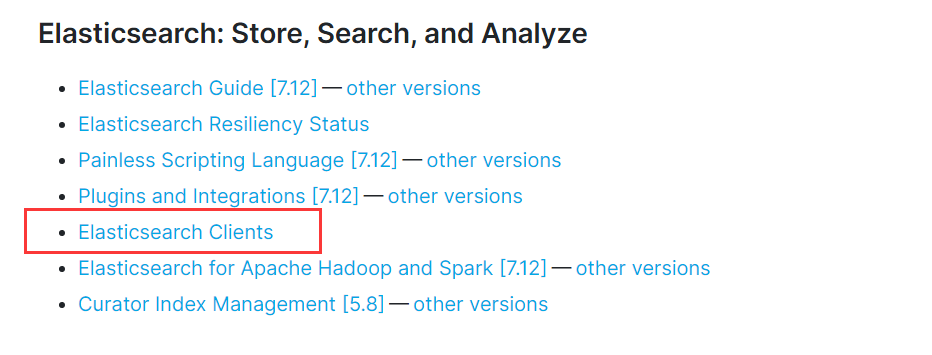 Elasticsearch: Store, Search, and Analyze
• Elasticsearch Guide [7.12] — other versions
• Elasticsearch Resiliency Status
• Painless Scripting Language [7.12] — other versions
• Plugins and Integrations [7.12] — other versions
• Elasticsearch Clients
• Elasticsearch for Apache Hadoop and Spark [7.12] — other versions
• Curator Index Management [5.8] — other versions